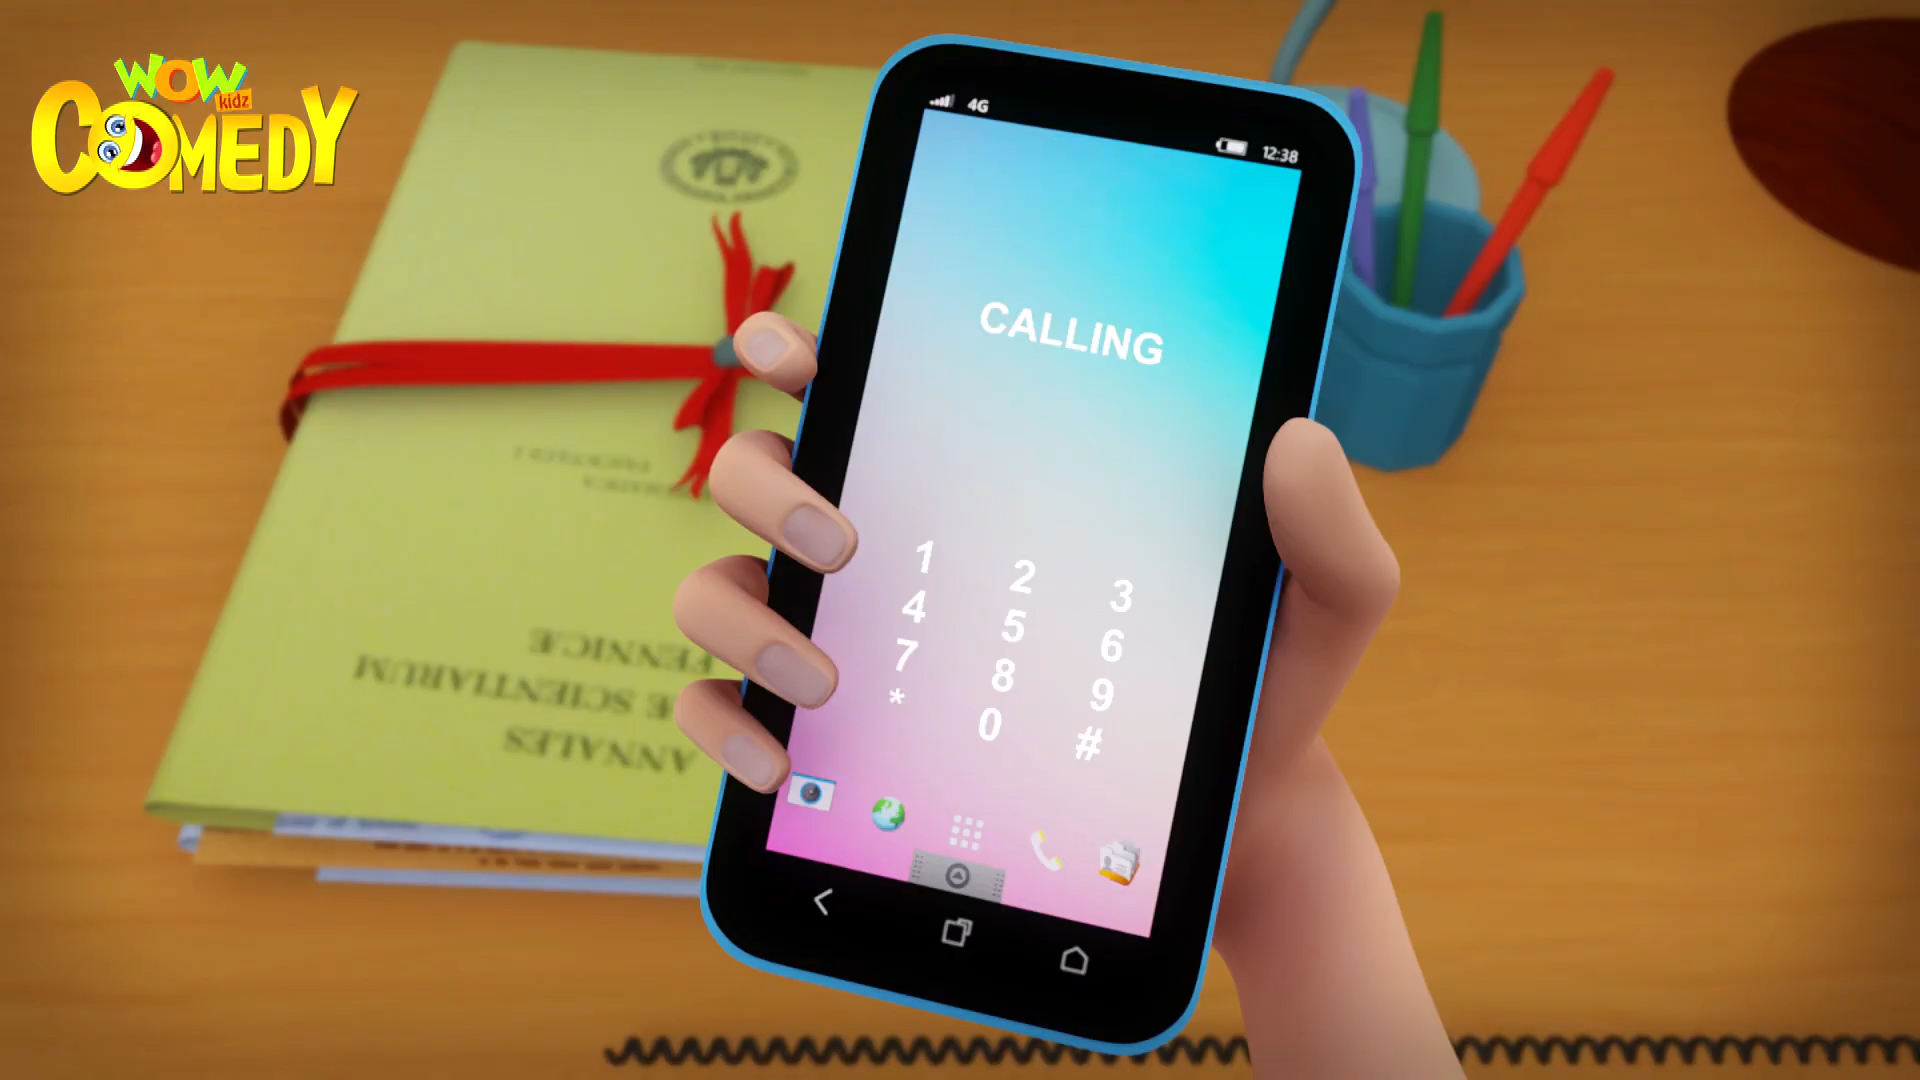 WOW
kidz
COMEDY
4G
12:38
CALLING
1 2 3
4 5 6
7 8 9
* 0 #
ANNALES
E SCIENTIARUM
FENNICÆ